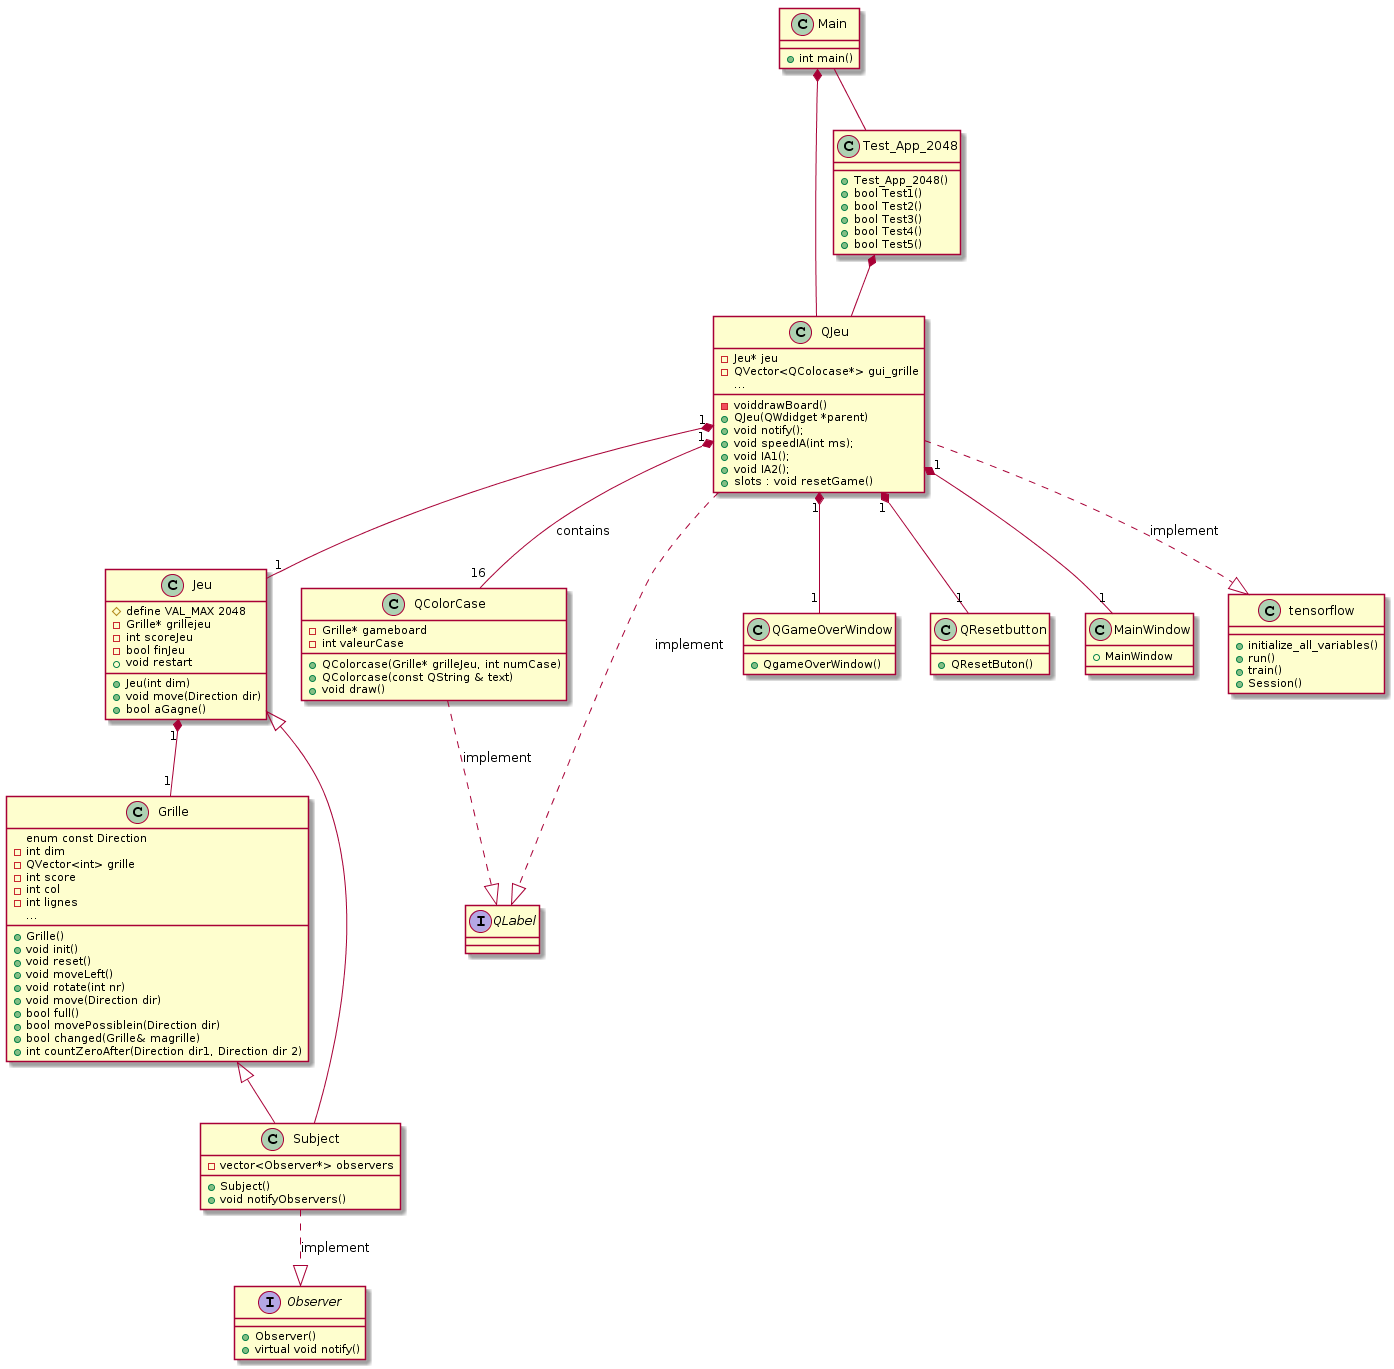 C Main
int main()
C Test_App_2048
Test_App_2048()
bool Test1()
bool Test2()
bool Test3()
bool Test4()
bool Test5()
C QJeu
Jeu* jeu
QVector<QColocase*> gui_grille
...
voiddrawBoard()
QJeu(QWdidget *parent)
void notify();
void speedIA(int ms);
void IA1();
void IA2();
slots : void resetGame()
1
1
1
1
1
contains
implement
implement
1
16
1
1
1
C Jeu
define VAL_MAX 2048
Grille* grillejeu
int scoreJeu
bool finJeu
void restart
Jeu(int dim)
void move(Direction dir)
bool aGagne()
C QColorCase
Grille* gameboard
int valeurCase
QColorcase(Grille* grilleJeu, int numCase)
QColorcase(const QString & text)
void draw()
C QGameOverWindow
QgameOverWindow()
C QResetbutton
QResetButon()
C MainWindow
MainWindow
C tensorflow
initialize_all_variables()
run()
train()
Session()
1
1
implement
C Grille
enum const Direction
int dim
QVector<int> grille
int score
int col
int lignes
...
Grille()
void init()
void reset()
void moveLeft()
void rotate(int nr)
void move(Direction dir)
bool full()
bool movePossiblein(Direction dir)
bool changed(Grille& magrille)
int countZeroAfter(Direction dir1, Direction dir 2)
I QLabel
C Subject
vector<Observer*> observers
Subject()
void notifyObservers()
implement
I Observer
Observer()
virtual void notify()